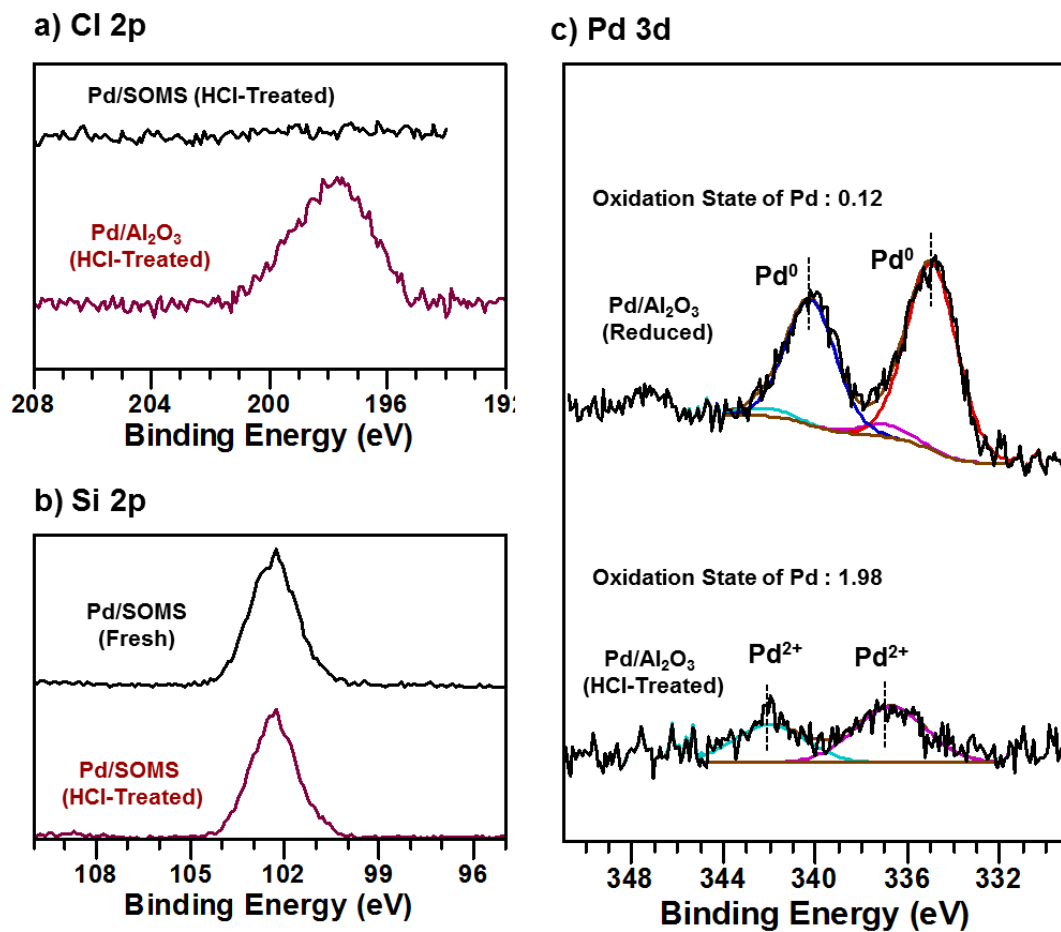 a) Cl 2p
Pd/SOMS (HCl-Treated)
Pd/Al₂O₃
(HCl-Treated)
208 204 200 196 19
Binding Energy (eV)
b) Si 2p
Pd/SOMS
(Fresh)
Pd/SOMS
(HCl-Treated)
108 105 102 99 96
Binding Energy (eV)
c) Pd 3d
Oxidation State of Pd : 0.12
Pd⁰
Pd⁰
Pd/Al₂O₃
(Reduced)
Oxidation State of Pd : 1.98
Pd²⁺
Pd²⁺
Pd/Al₂O₃
(HCl-Treated)
348 344 340 336 332
Binding Energy (eV)